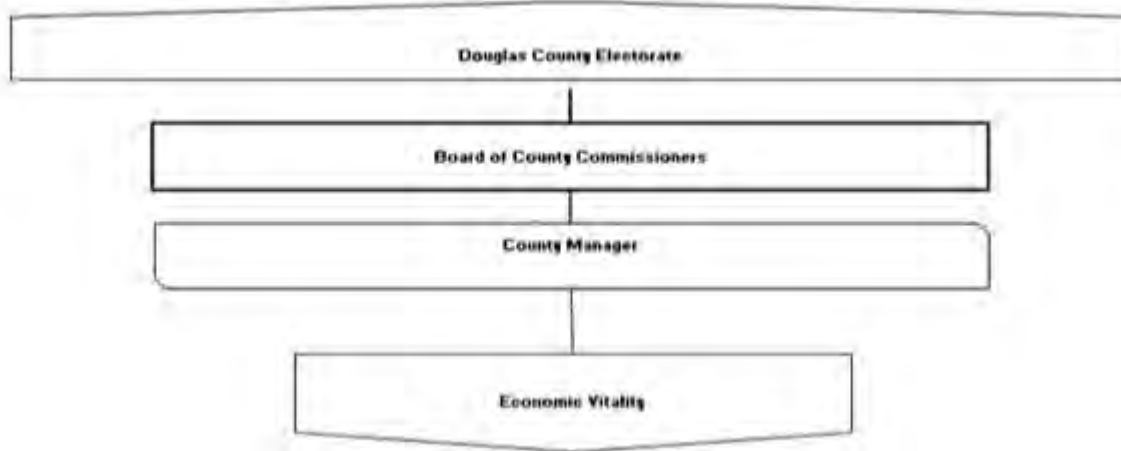 Douglas County Electorate
Board of County Commissioners
County Manager
Economic Vitality